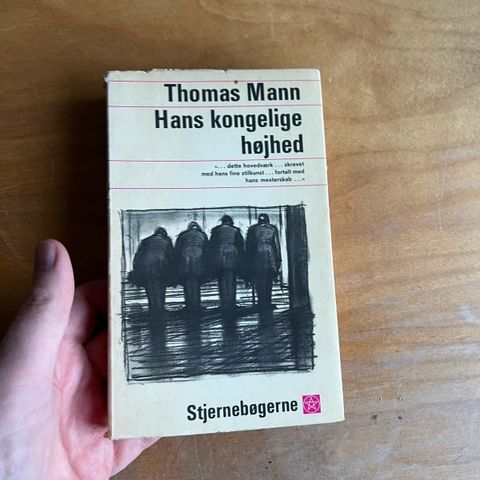 Thomas Mann
Hans kongelige
højhed
»... dette hovedværk ... skrevet
med hans fine stilkunst ... fortalt med
hans mesterskab ...«
Stjernebøgerne